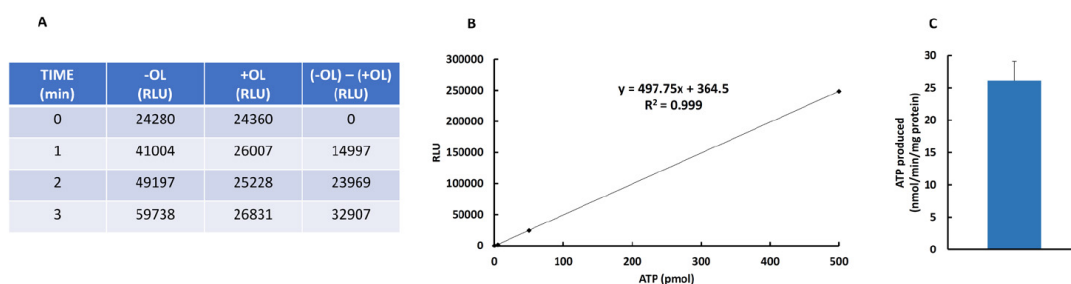 A
TIME (min) -OL (RLU) +OL (RLU) (-OL) – (+OL) (RLU)
0 24280 24360 0
1 41004 26007 14997
2 49197 25228 23969
3 59738 26831 32907
B
300000
250000
200000
150000
100000
50000
0
RLU
y = 497.75x + 364.5
R² = 0.999
0 100 200 300 400 500
ATP (pmol)
C
30
25
20
15
10
5
0
ATP produced
(nmol/min/mg protein)